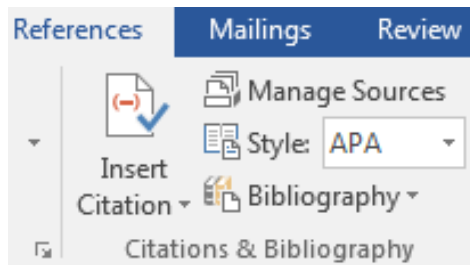 References Mailings Review
(-)
Manage Sources
Style: APA
Insert
Citation
Bibliography
Citations & Bibliography